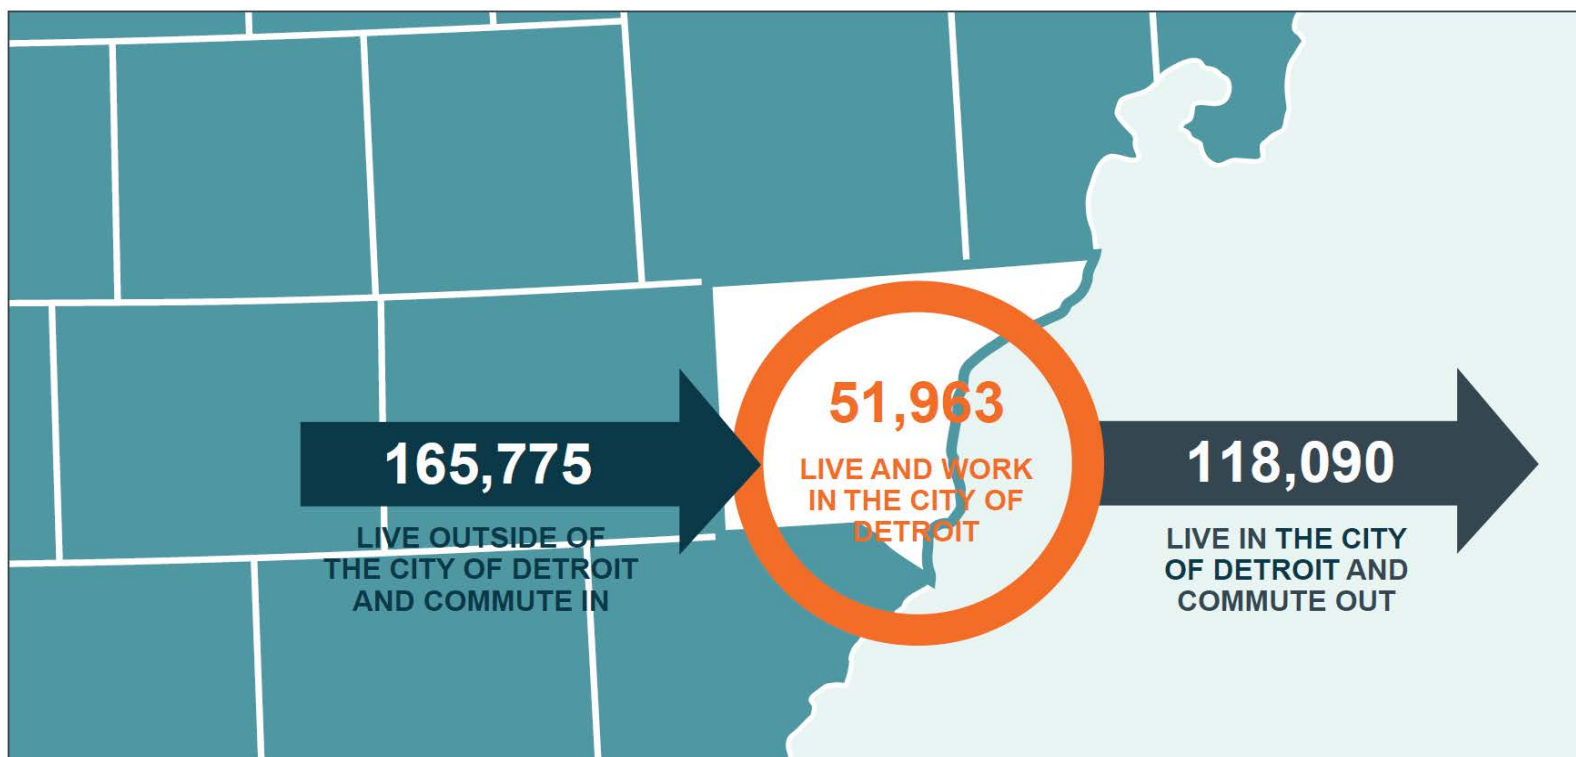 165,775
LIVE OUTSIDE OF
THE CITY OF DETROIT
AND COMMUTE IN
51,963
LIVE AND WORK
IN THE CITY OF
DETROIT
118,090
LIVE IN THE CITY
OF DETROIT AND
COMMUTE OUT